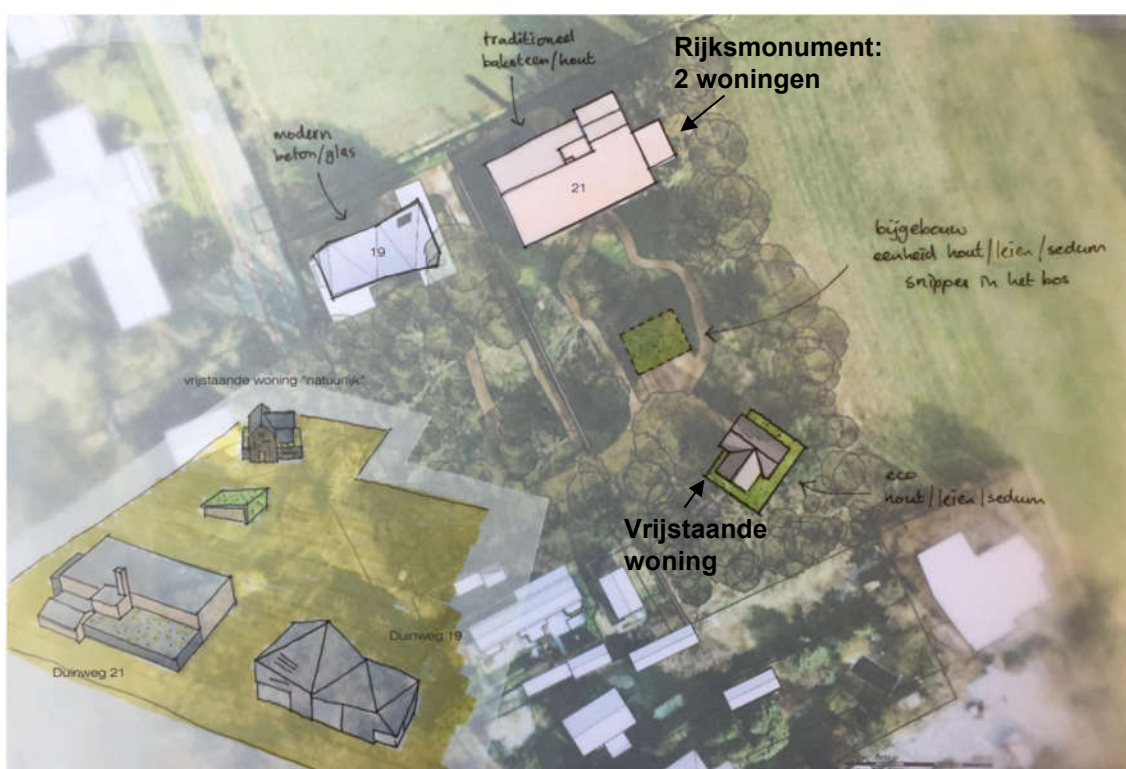 traditioneel
baksteen/hout
Rijksmonument:
2 woningen
modern
beton/glas
21
19
bijgebouw
eenheid hout/leien/sedum
snipper in het bos
vrijstaande woning "natuurlijk"
eco
hout/leien/sedum
Vrijstaande
woning
Duinweg 19
Duinweg 21